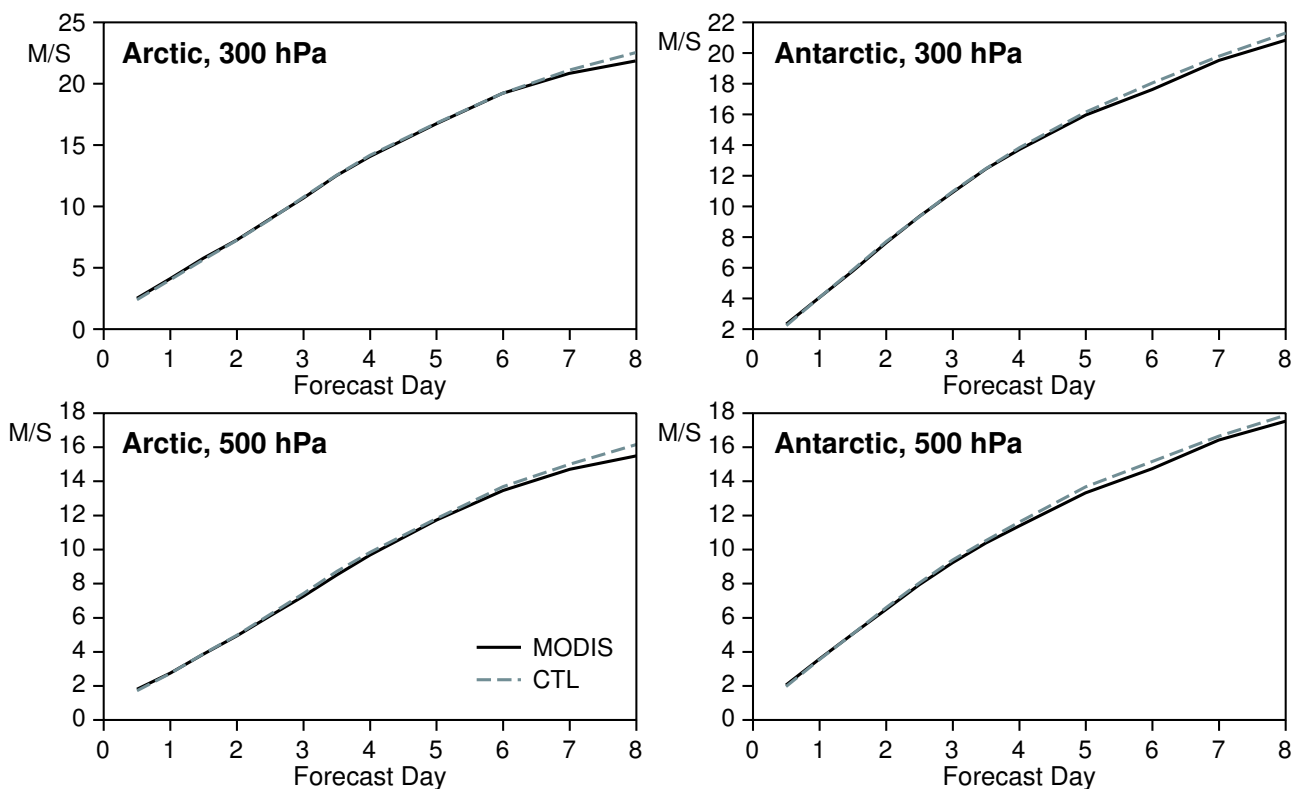 Arctic, 300 hPa
M/S
25
20
15
10
5
0
0 1 2 3 4 5 6 7 8
Forecast Day
Antarctic, 300 hPa
M/S
22
20
18
16
14
12
10
8
6
4
2
0 1 2 3 4 5 6 7 8
Forecast Day
Arctic, 500 hPa
M/S
18
16
14
12
10
8
6
4
2
0
MODIS
CTL
0 1 2 3 4 5 6 7 8
Forecast Day
Antarctic, 500 hPa
M/S
18
16
14
12
10
8
6
4
2
0
0 1 2 3 4 5 6 7 8
Forecast Day